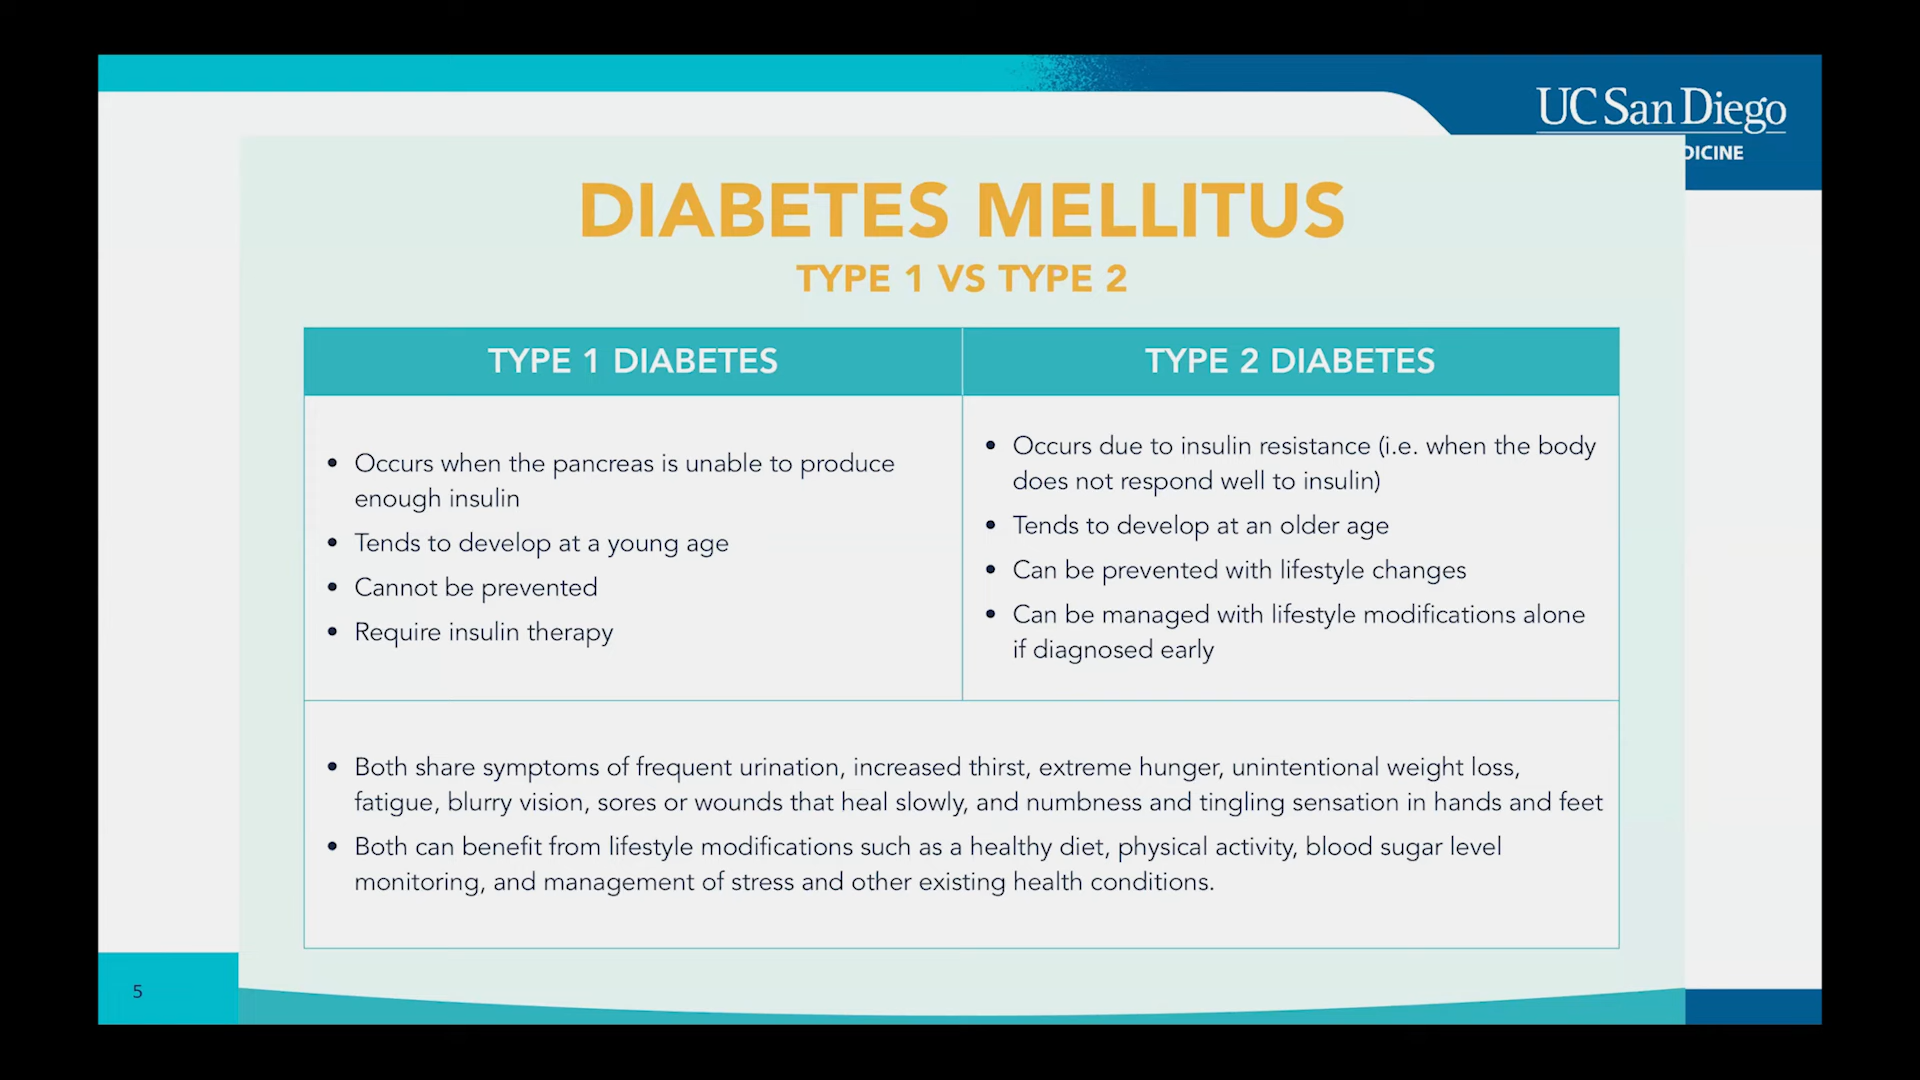 UC San Diego
DICINE
DIABETES MELLITUS
TYPE 1 VS TYPE 2
TYPE 1 DIABETES
• Occurs when the pancreas is unable to produce
enough insulin
• Tends to develop at a young age
• Cannot be prevented
• Require insulin therapy
TYPE 2 DIABETES
• Occurs due to insulin resistance (i.e. when the body
does not respond well to insulin)
• Tends to develop at an older age
• Can be prevented with lifestyle changes
• Can be managed with lifestyle modifications alone
if diagnosed early
• Both share symptoms of frequent urination, increased thirst, extreme hunger, unintentional weight loss,
fatigue, blurry vision, sores or wounds that heal slowly, and numbness and tingling sensation in hands and feet
• Both can benefit from lifestyle modifications such as a healthy diet, physical activity, blood sugar level
monitoring, and management of stress and other existing health conditions.
5